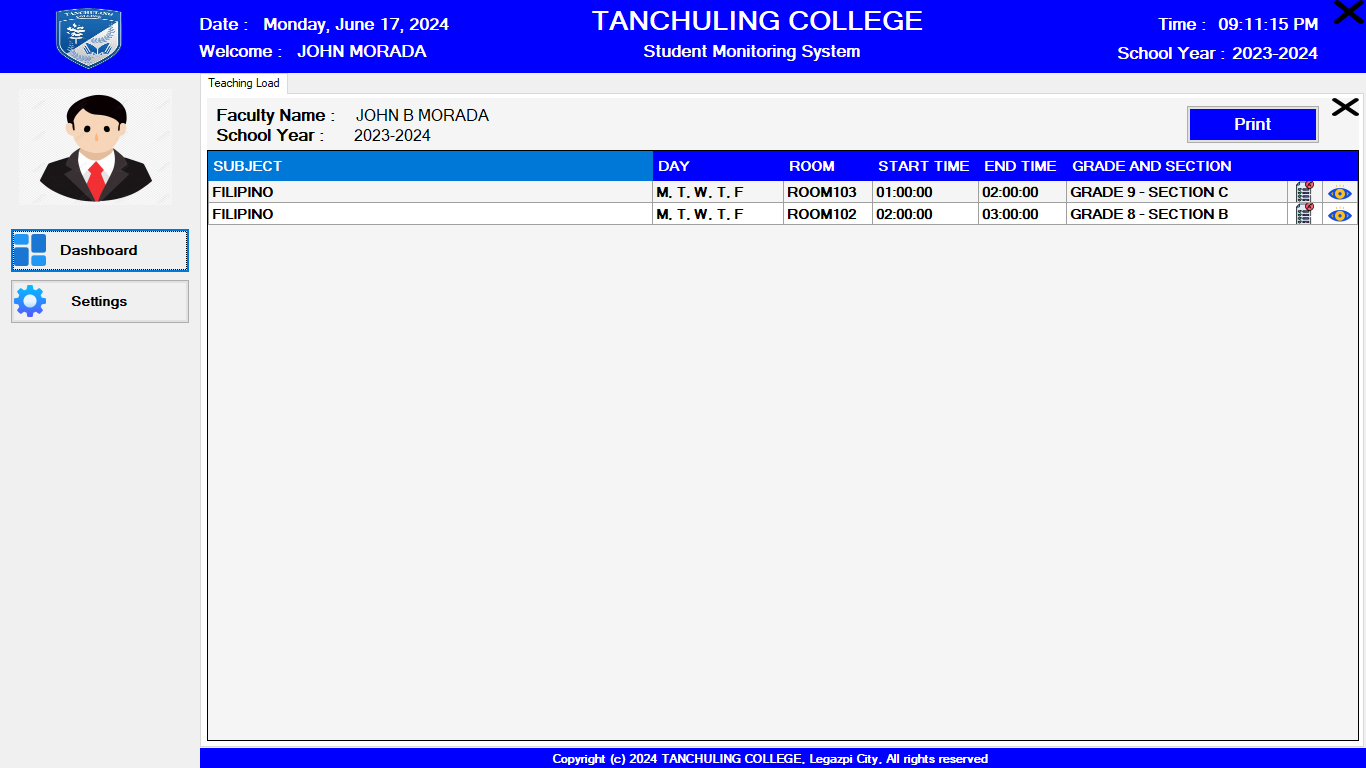 TANCHULING
COLLEGE
Date : Monday, June 17, 2024
Welcome : JOHN MORADA
TANCHULING COLLEGE
Student Monitoring System
Time : 09:11:15 PM
School Year : 2023-2024
Dashboard
Settings
Teaching Load
Faculty Name : JOHN B MORADA
School Year : 2023-2024
Print
SUBJECT DAY ROOM START TIME END TIME GRADE AND SECTION
FILIPINO M, T, W, T, F ROOM103 01:00:00 02:00:00 GRADE 9 - SECTION C
FILIPINO M, T, W, T, F ROOM102 02:00:00 03:00:00 GRADE 8 - SECTION B
Copyright (c) 2024 TANCHULING COLLEGE, Legazpi City, All rights reserved